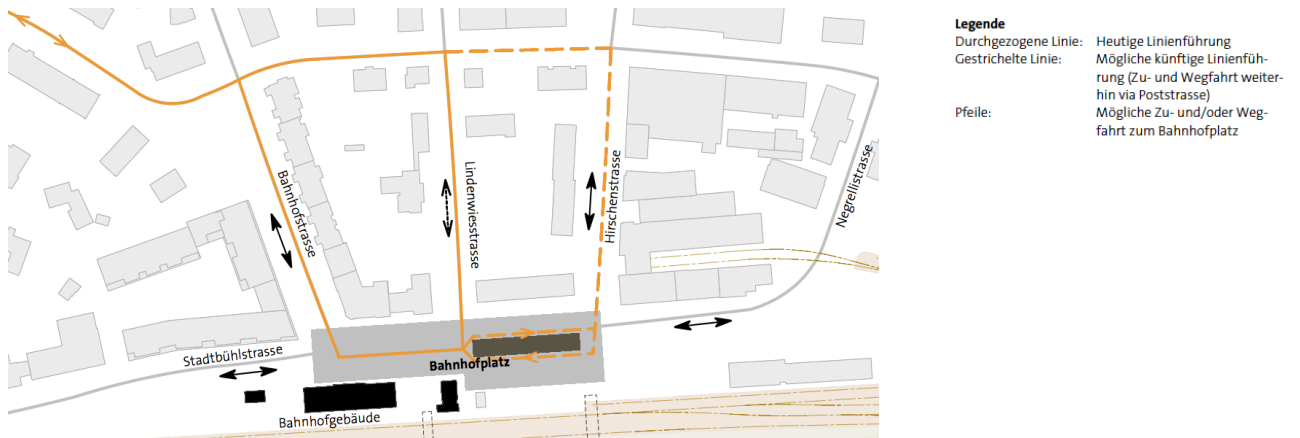 Bahnhofstrasse
Lindenwiesstrasse
Hirschenstrasse
Negrellistrasse
Stadtbühlstrasse
Bahnhofplatz
Bahnhofgebäude
Legende
Durchgezogene Linie: Heutige Linienführung
Gestrichelte Linie: Mögliche künftige Linienfüh-
rung (Zu- und Wegfahrt weiter-
hin via Poststrasse)
Pfeile: Mögliche Zu- und/oder Weg-
fahrt zum Bahnhofplatz